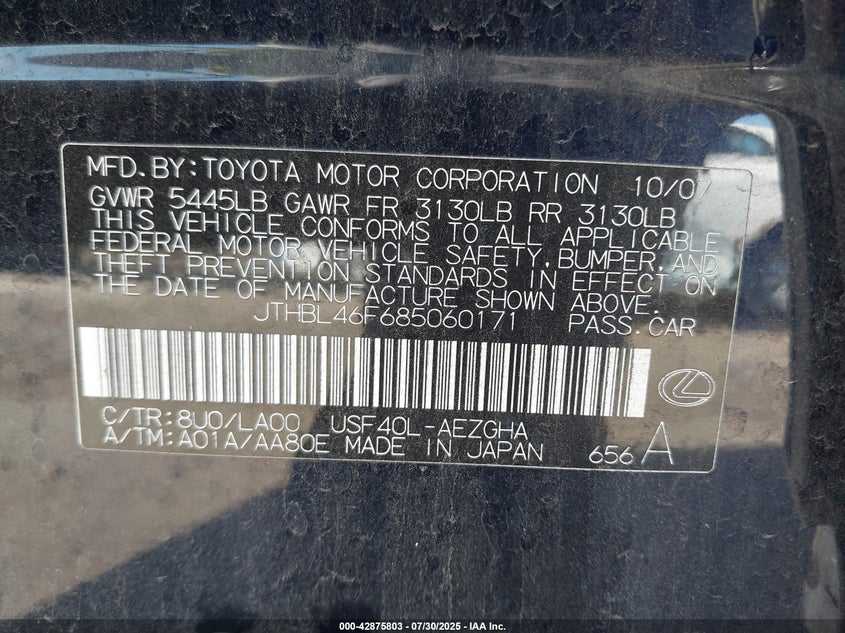 MFD.BY:TOYOTA MOTOR CORPORATION 10/07
GVWR 5445LB GAWR FR 3130LB RR 3130LB
THIS VEHICLE CONFORMS TO ALL APPLICABLE
FEDERAL MOTOR VEHICLE SAFETY,BUMPER,AND
THEFT PREVENTION STANDARDS IN EFFECT ON
THE DATE OF MANUFACTURE SHOWN ABOVE.
JTHBL46F685060171 PASS.CAR
C/TR:8U0/LA00 USF40L-AEZGHA
A/TM:A01A/AA80E MADE IN JAPAN 656 A
000-42875803 - 07/30/2025 - IAA Inc.